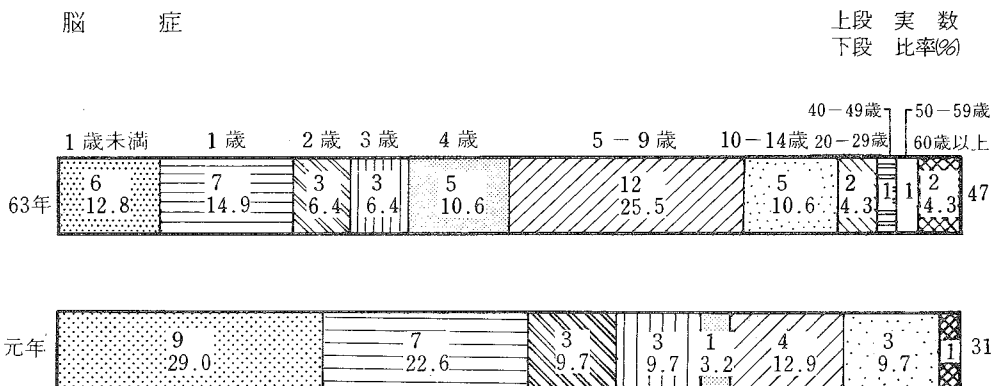 脳症
上段 実数
下段 比率(%)
40-49歳 50-59歳
1歳未満 1歳 2歳 3歳 4歳 5-9歳 10-14歳 20-29歳 60歳以上
6 7 3 3 5 12 5 2 1 1 2
63年 12.8 14.9 6.4 6.4 10.6 25.5 10.6 4.3 4.3 47
9 7 3 3 1 4 3
元年 29.0 22.6 9.7 9.7 3.2 12.9 9.7 1 31